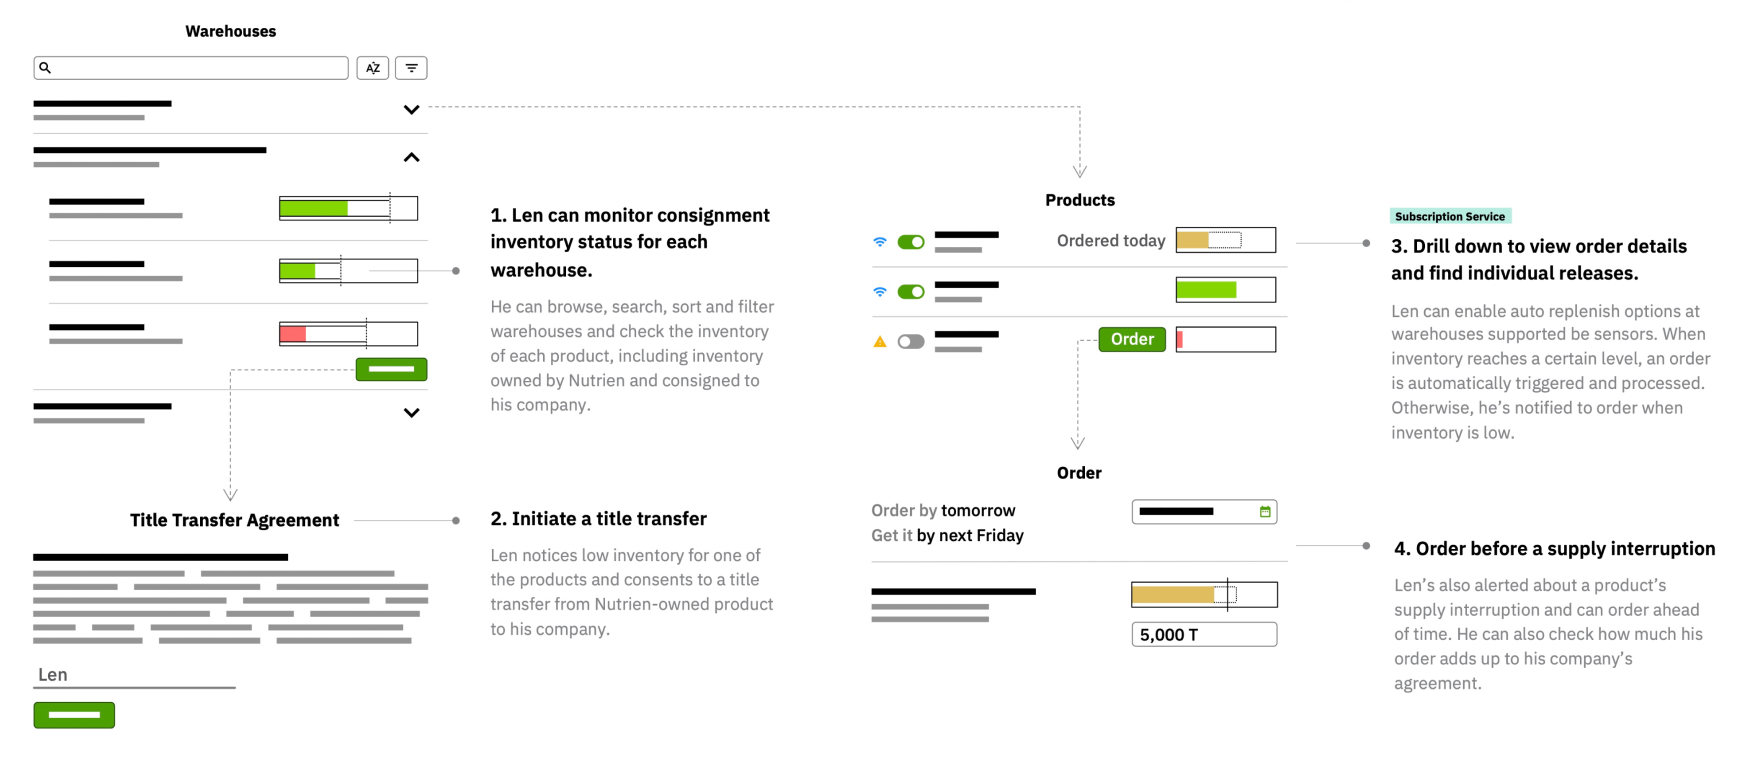 Warehouses
AZ
1. Len can monitor consignment
inventory status for each
warehouse.
He can browse, search, sort and filter
warehouses and check the inventory
of each product, including inventory
owned by Nutrien and consigned to
his company.
Title Transfer Agreement
Len
2. Initiate a title transfer
Len notices low inventory for one of
the products and consents to a title
transfer from Nutrien-owned product
to his company.
Products
Ordered today
Order
Subscription Service
3. Drill down to view order details
and find individual releases.
Len can enable auto replenish options at
warehouses supported be sensors. When
inventory reaches a certain level, an order
is automatically triggered and processed.
Otherwise, he's notified to order when
inventory is low.
Order
Order by tomorrow
Get it by next Friday
5,000 T
4. Order before a supply interruption
Len's also alerted about a product's
supply interruption and can order ahead
of time. He can also check how much his
order adds up to his company's
agreement.